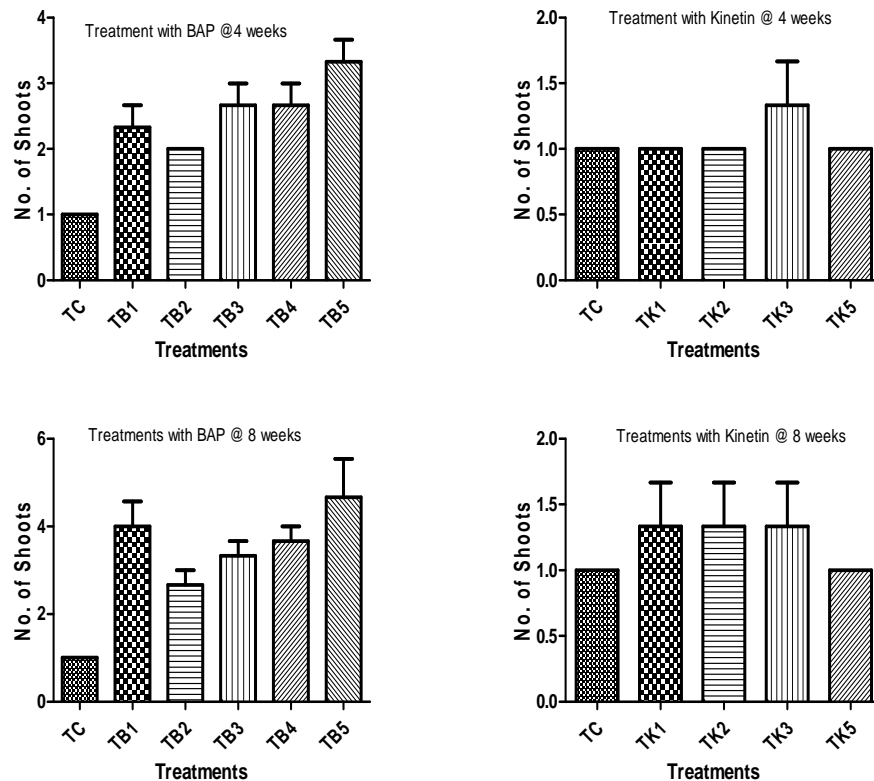 Treatment with BAP @4 weeks
No. of Shoots
4
3
2
1
0
TC TB1 TB2 TB3 TB4 TB5
Treatments
Treatment with Kinetin @ 4 weeks
No. of Shoots
2.0
1.5
1.0
0.5
0.0
TC TK1 TK2 TK3 TK5
Treatments
Treatments with BAP @ 8 weeks
No. of Shoots
6
4
2
0
TC TB1 TB2 TB3 TB4 TB5
Treatments
Treatments with Kinetin @ 8 weeks
No. of Shoots
2.0
1.5
1.0
0.5
0.0
TC TK1 TK2 TK3 TK5
Treatments